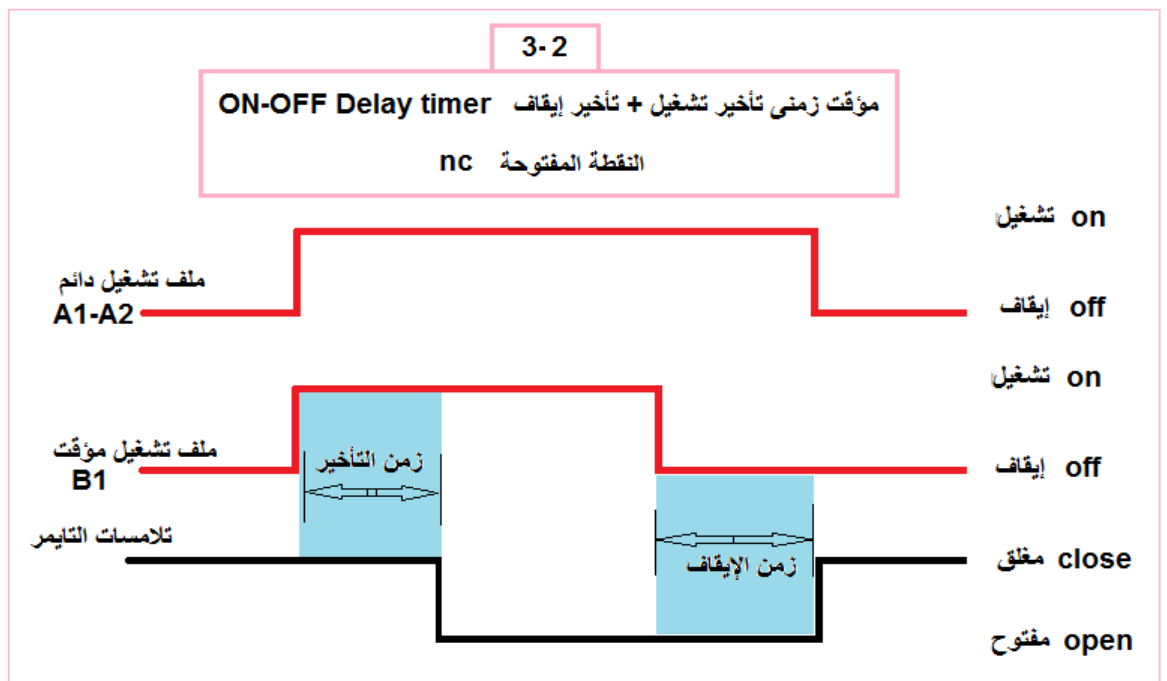 3-2
مؤقت زمنى تأخير تشغيل + تأخير إيقاف ON-OFF Delay timer
النقطة المفتوحة nc
تشغيل on
ملف تشغيل دائم
A1-A2
إيقاف off
تشغيل on
ملف تشغيل مؤقت
B1
زمن التأخير
إيقاف off
تلامسات التايمر
زمن الإيقاف
مغلق close
مفتوح open